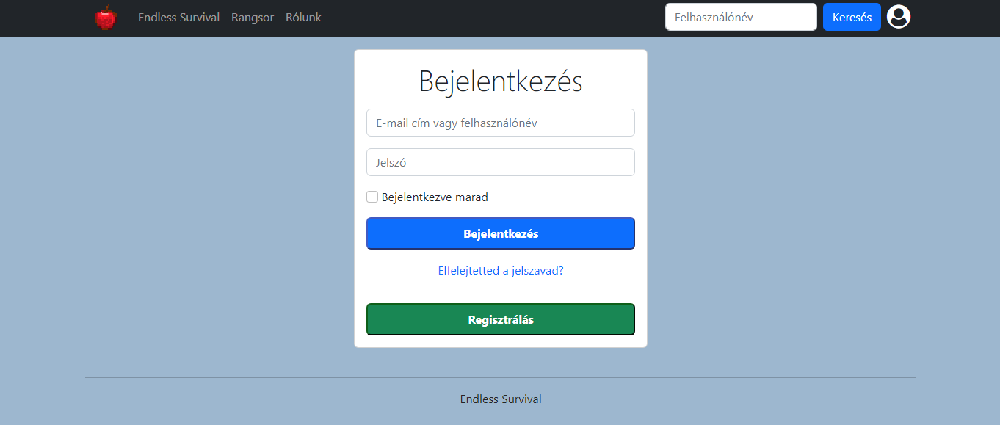 Endless Survival Rangsor Rólunk Felhasználónév Keresés
Bejelentkezés
E-mail cím vagy felhasználónév
Jelszó
Bejelentkezve marad
Bejelentkezés
Elfelejtetted a jelszavad?
Regisztrálás
Endless Survival